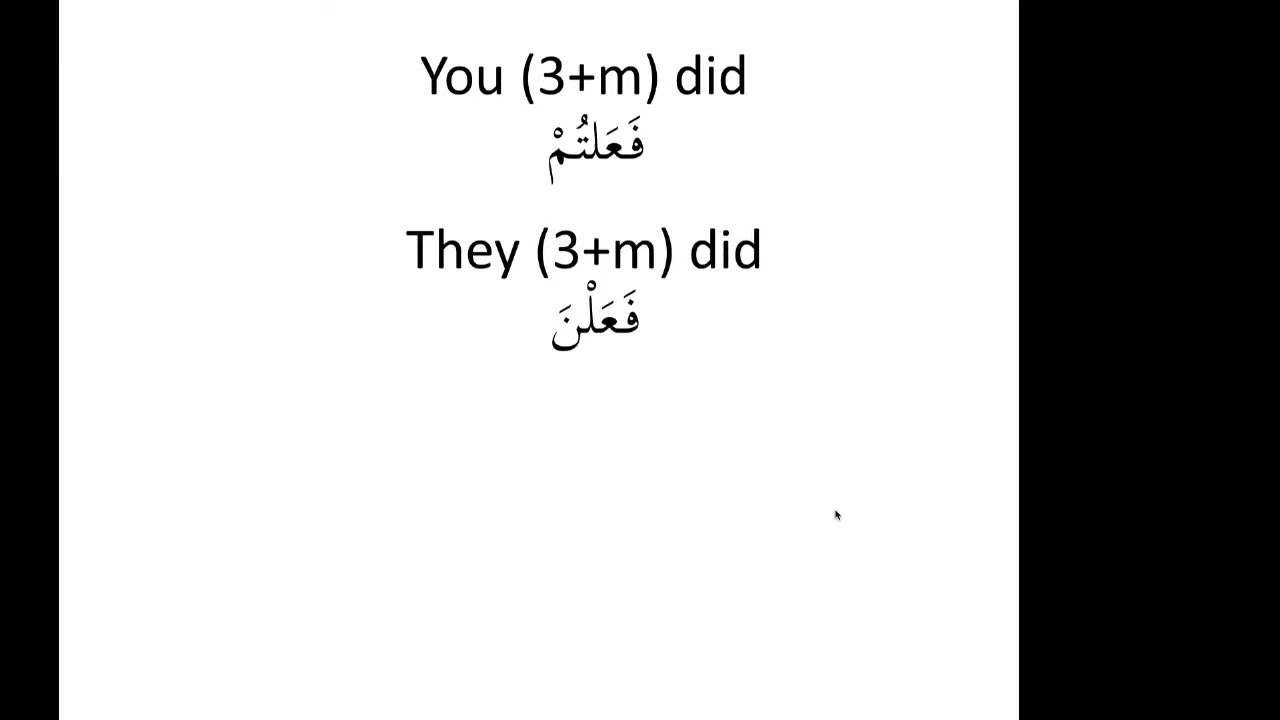 You (3+m) did
فَعَلتُمْ
They (3+m) did
فَعَلْنَ